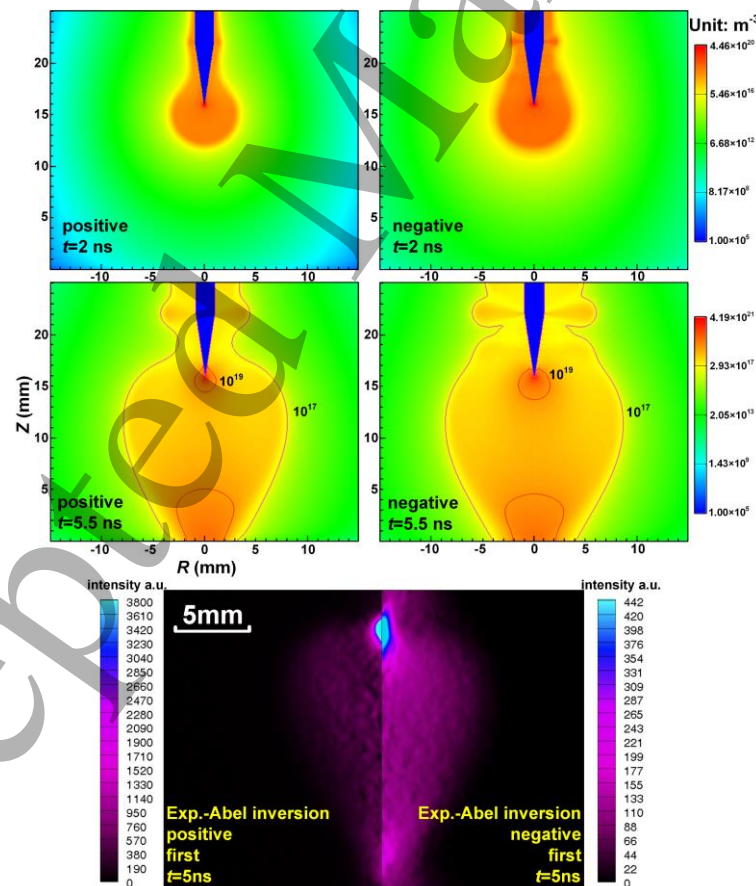 Unit: m⁻³
20
15
10
5
positive
t=2 ns
-10 -5 0 5 10
20
15
10
5
negative
t=2 ns
-10 -5 0 5 10
4.46×10²⁰
5.46×10¹⁶
6.68×10¹²
8.17×10⁸
1.00×10⁵
Z (mm)
20
15
10
5
10¹⁹
10¹⁷
positive
t=5.5 ns
-10 -5 0 5 10
R (mm)
20
15
10
5
10¹⁹
10¹⁷
negative
t=5.5 ns
-10 -5 0 5 10
4.19×10²¹
2.93×10¹⁷
2.05×10¹³
1.43×10⁹
1.00×10⁵
intensity a.u.
3800
3610
3420
3230
3040
2850
2660
2470
2280
2090
1900
1710
1520
1330
1140
950
760
570
380
190
0
5mm
Exp.-Abel inversion
positive
first
t=5ns
Exp.-Abel inversion
negative
first
t=5ns
intensity a.u.
442
420
398
376
354
331
309
287
265
243
221
199
177
155
133
110
88
66
44
22
0